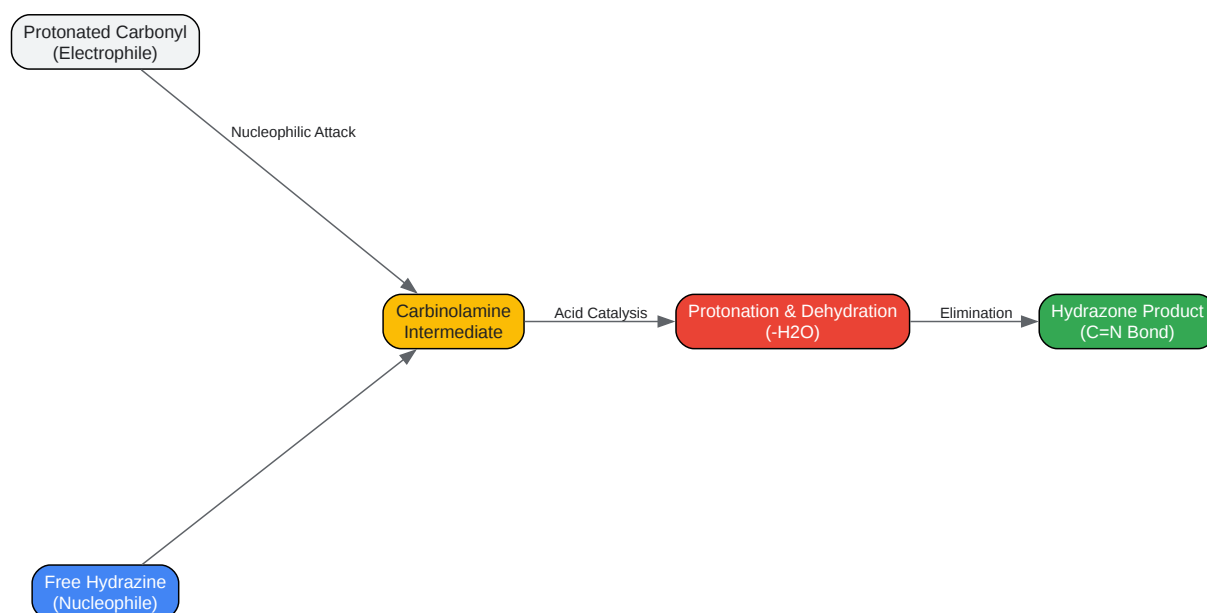 Protonated Carbonyl
(Electrophile)
Nucleophilic Attack
Carbinolamine
Intermediate
Acid Catalysis
Protonation & Dehydration
(-H2O)
Elimination
Hydrazone Product
(C=N Bond)
Free Hydrazine
(Nucleophile)